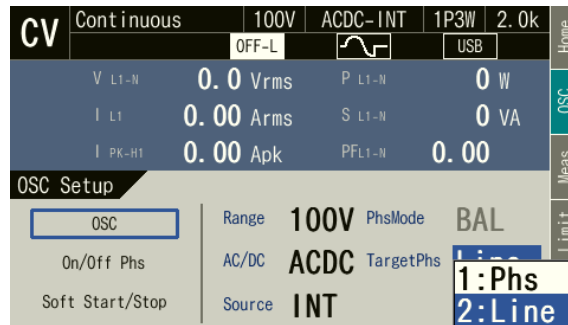 CV Continuous 100V ACDC-INT 1P3W 2.0k
OFF-L USB
V L1-N 0.0 Vrms P L1-N 0 W
I L1 0.00 Arms S L1-N 0 VA
I PK-H1 0.00 Apk PF L1-N 0.00
Home
OSC
Meas
Limit
OSC Setup
OSC Range 100V PhsMode BAL
On/Off Phs AC/DC ACDC TargetPhs Line
Soft Start/Stop Source INT
1:Phs
2:Line